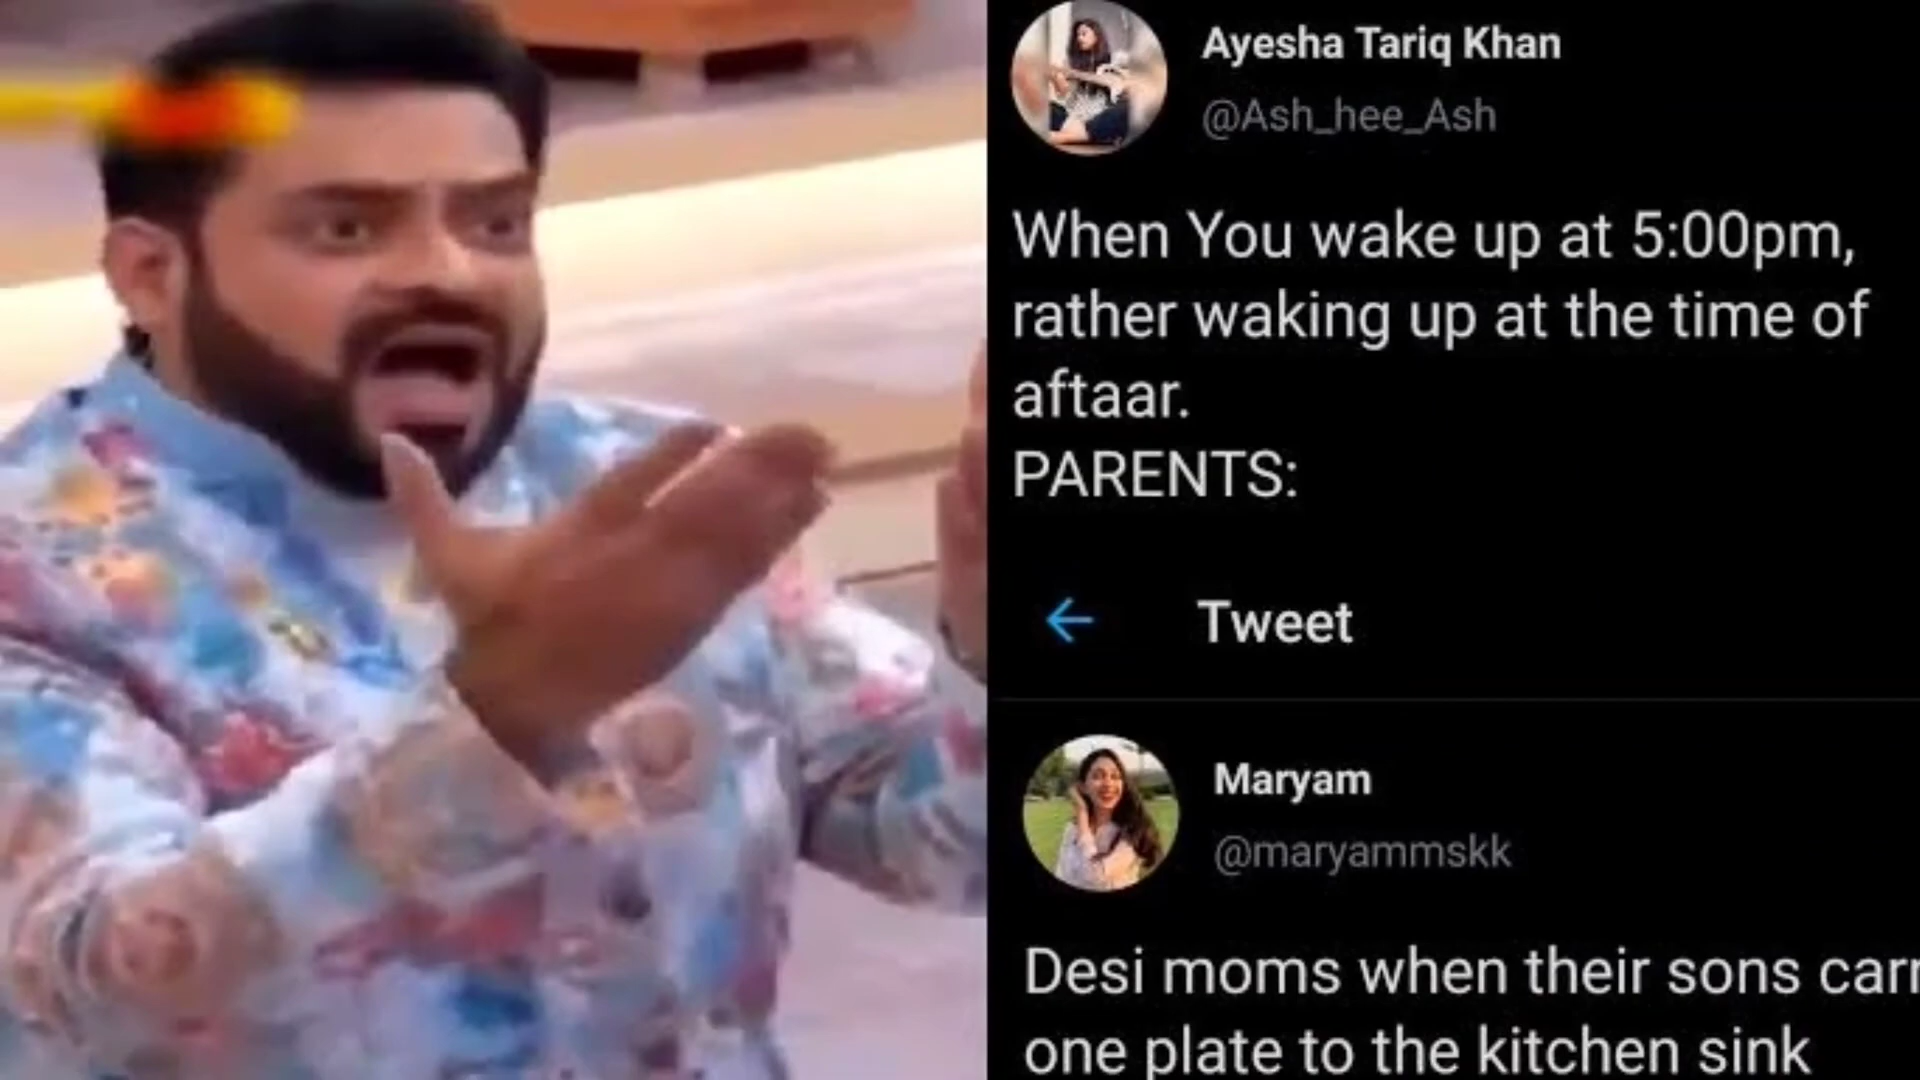 Ayesha Tariq Khan
@Ash_hee_Ash
When You wake up at 5:00pm,
rather waking up at the time of
aftaar.
PARENTS:
Tweet
Maryam
@maryammskk
Desi moms when their sons carr
one plate to the kitchen sink